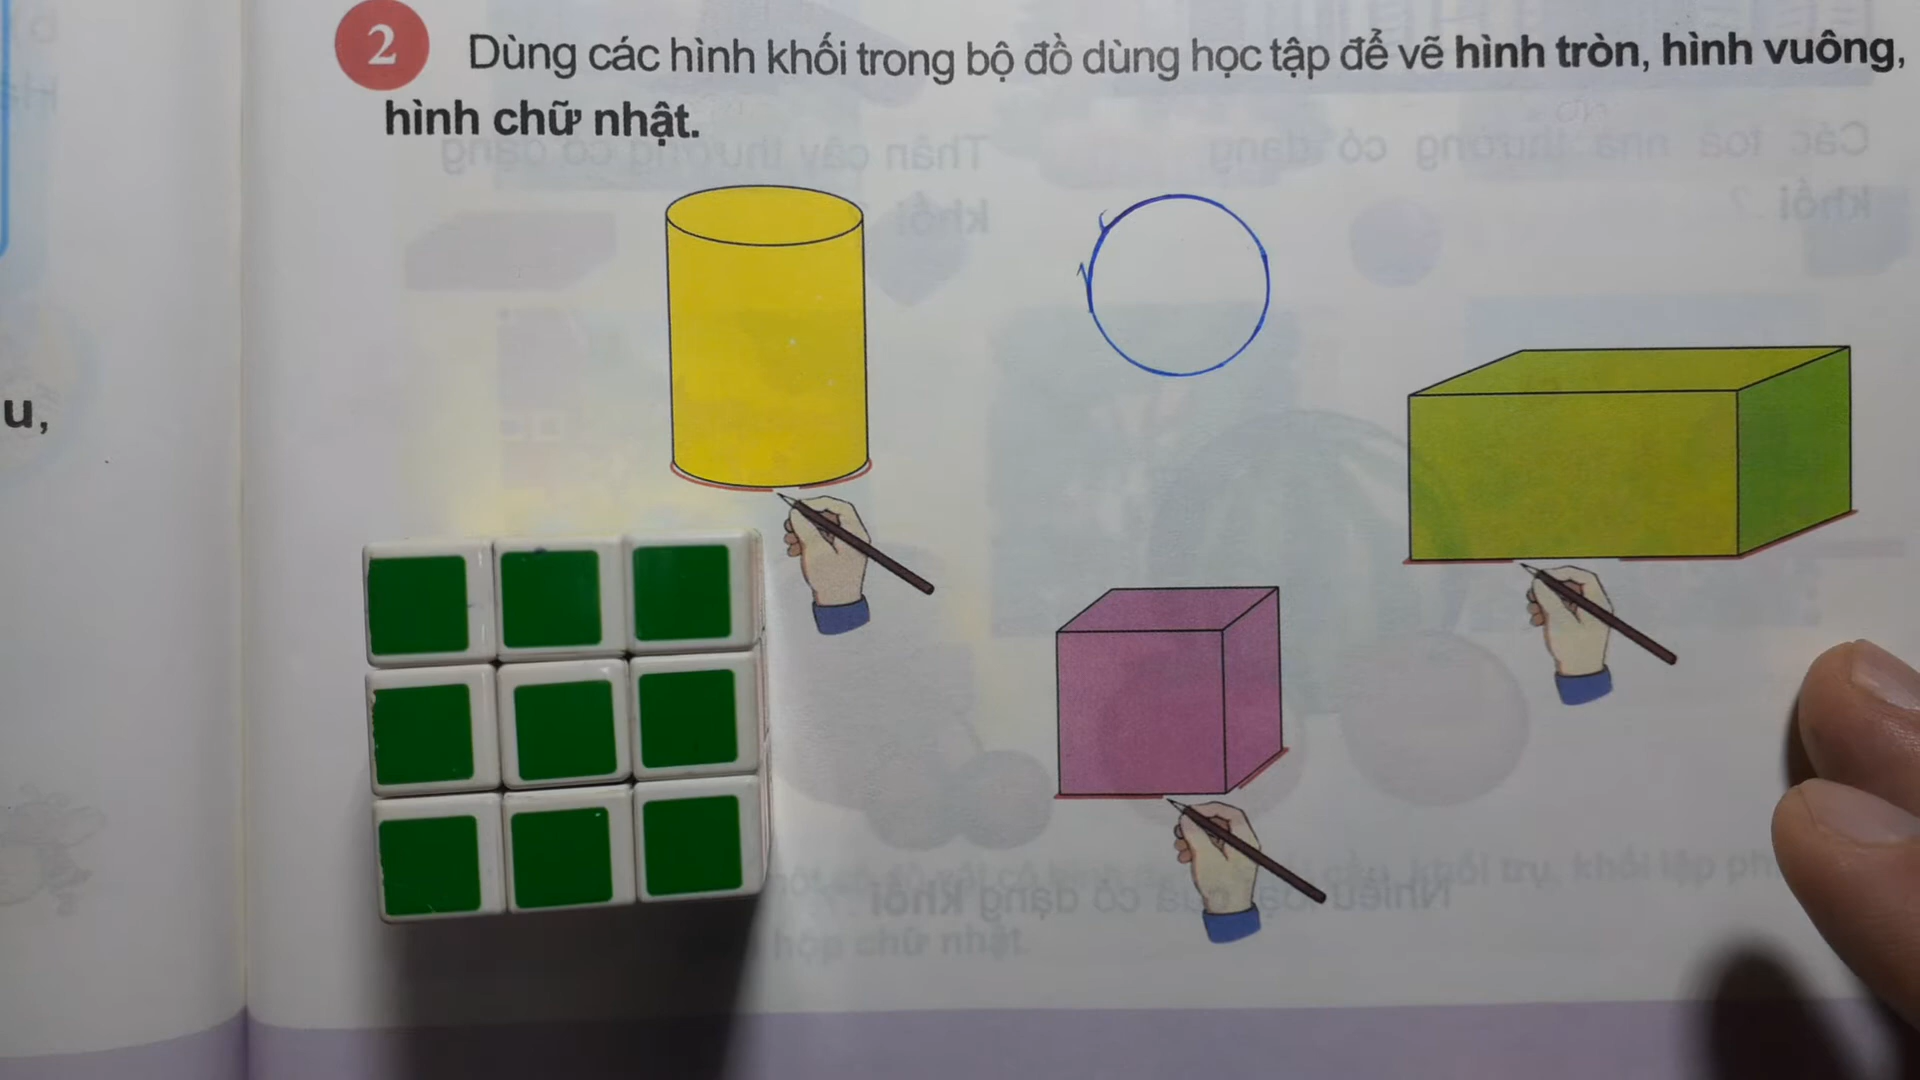 2 Dùng các hình khối trong bộ đồ dùng học tập để vẽ hình tròn, hình vuông,
hình chữ nhật.
u,